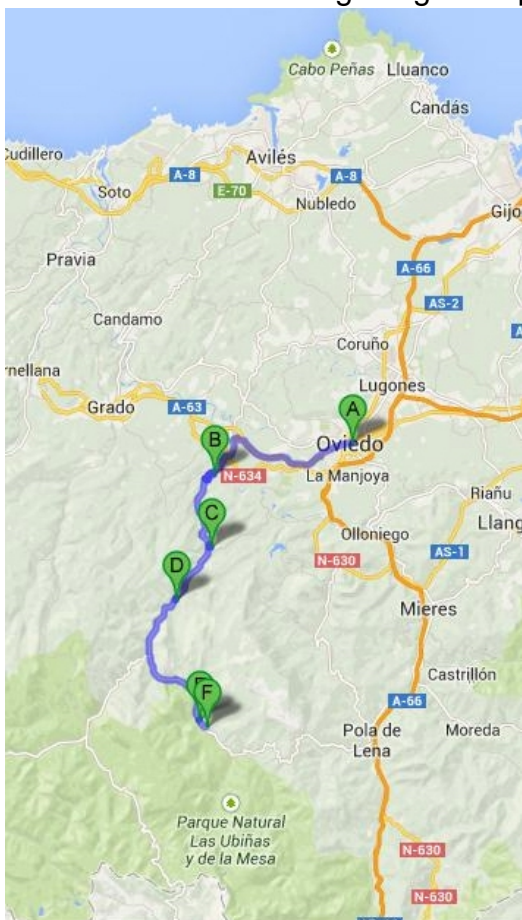 Cabo Peñas
Lluanco
Candás
Cudillero
Avilés
A-8
A-8
Soto
E-70
Nubledo
Gijo
Pravia
A-66
AS-2
Candamo
Coruño
rnellana
Lugones
Grado
A-63
A
Oviedo
B
N-634
La Manjoya
Riañu
C
Olloniego
Llang
N-630
AS-1
D
Mieres
Castrillón
F
A-66
Pola de
Lena
Moreda
Parque Natural
Las Ubiñas
y de la Mesa
N-630
N-630